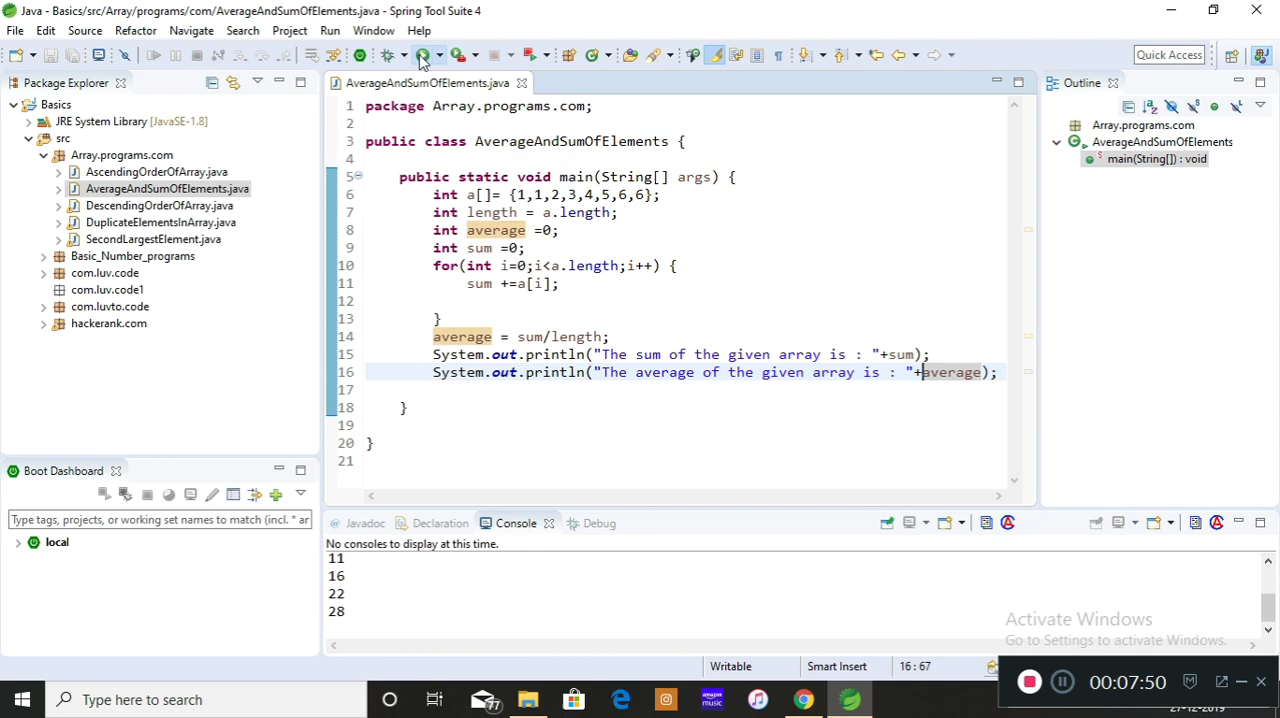 Java - Basics/src/Array/programs/com/AverageAndSumOfElements.java - Spring Tool Suite 4
File Edit Source Refactor Navigate Search Project Run Window Help
Quick Access
Package Explorer
AverageAndSumOfElements.java
Outline
Basics
JRE System Library [JavaSE-1.8]
src
Array.programs.com
AscendingOrderOfArray.java
AverageAndSumOfElements.java
DescendingOrderOfArray.java
DuplicateElementsInArray.java
SecondLargestElement.java
Basic_Number_programs
com.luv.code
com.luv.code1
com.luvto.code
hackerank.com
1 package Array.programs.com;
2
3 public class AverageAndSumOfElements {
4
5 public static void main(String[] args) {
6 int a[]= {1,1,2,3,4,5,6,6};
7 int length = a.length;
8 int average =0;
9 int sum =0;
10 for(int i=0;i<a.length;i++) {
11 sum +=a[i];
12
13 }
14 average = sum/length;
15 System.out.println("The sum of the given array is : "+sum);
16 System.out.println("The average of the given array is : "+average);
17
18 }
19
20 }
21
Array.programs.com
AverageAndSumOfElements
main(String[]) : void
Boot Dashboard
Type tags, projects, or working set names to match (incl. * ar
local
Javadoc Declaration Console Debug
No consoles to display at this time.
11
16
22
28
Activate Windows
Go to Settings to activate Windows.
Writable Smart Insert 16 : 67
00:07:50
Type here to search
77
amazon music
27-12-2019